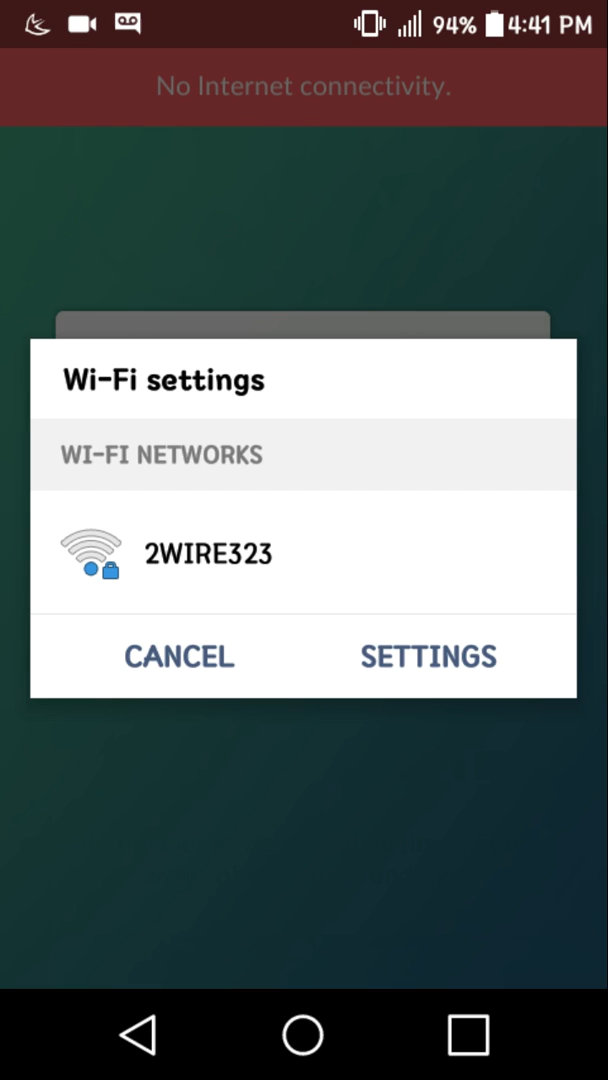 94% 4:41 PM
No Internet connectivity.
Wi-Fi settings
WI-FI NETWORKS
2WIRE323
CANCEL SETTINGS